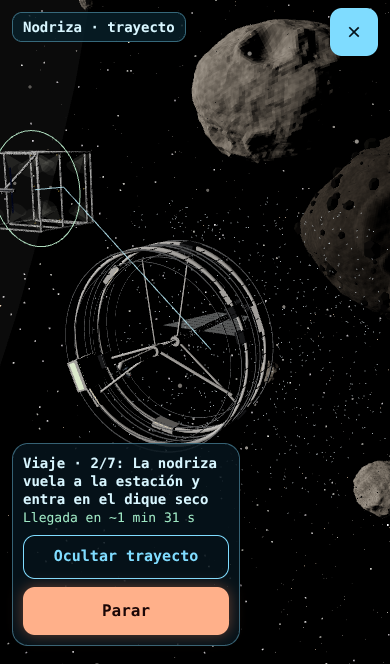 Nodriza · trayecto
×
Viaje · 2/7: La nodriza
vuela a la estación y
entra en el dique seco
Llegada en ~1 min 31 s
Ocultar trayecto
Parar